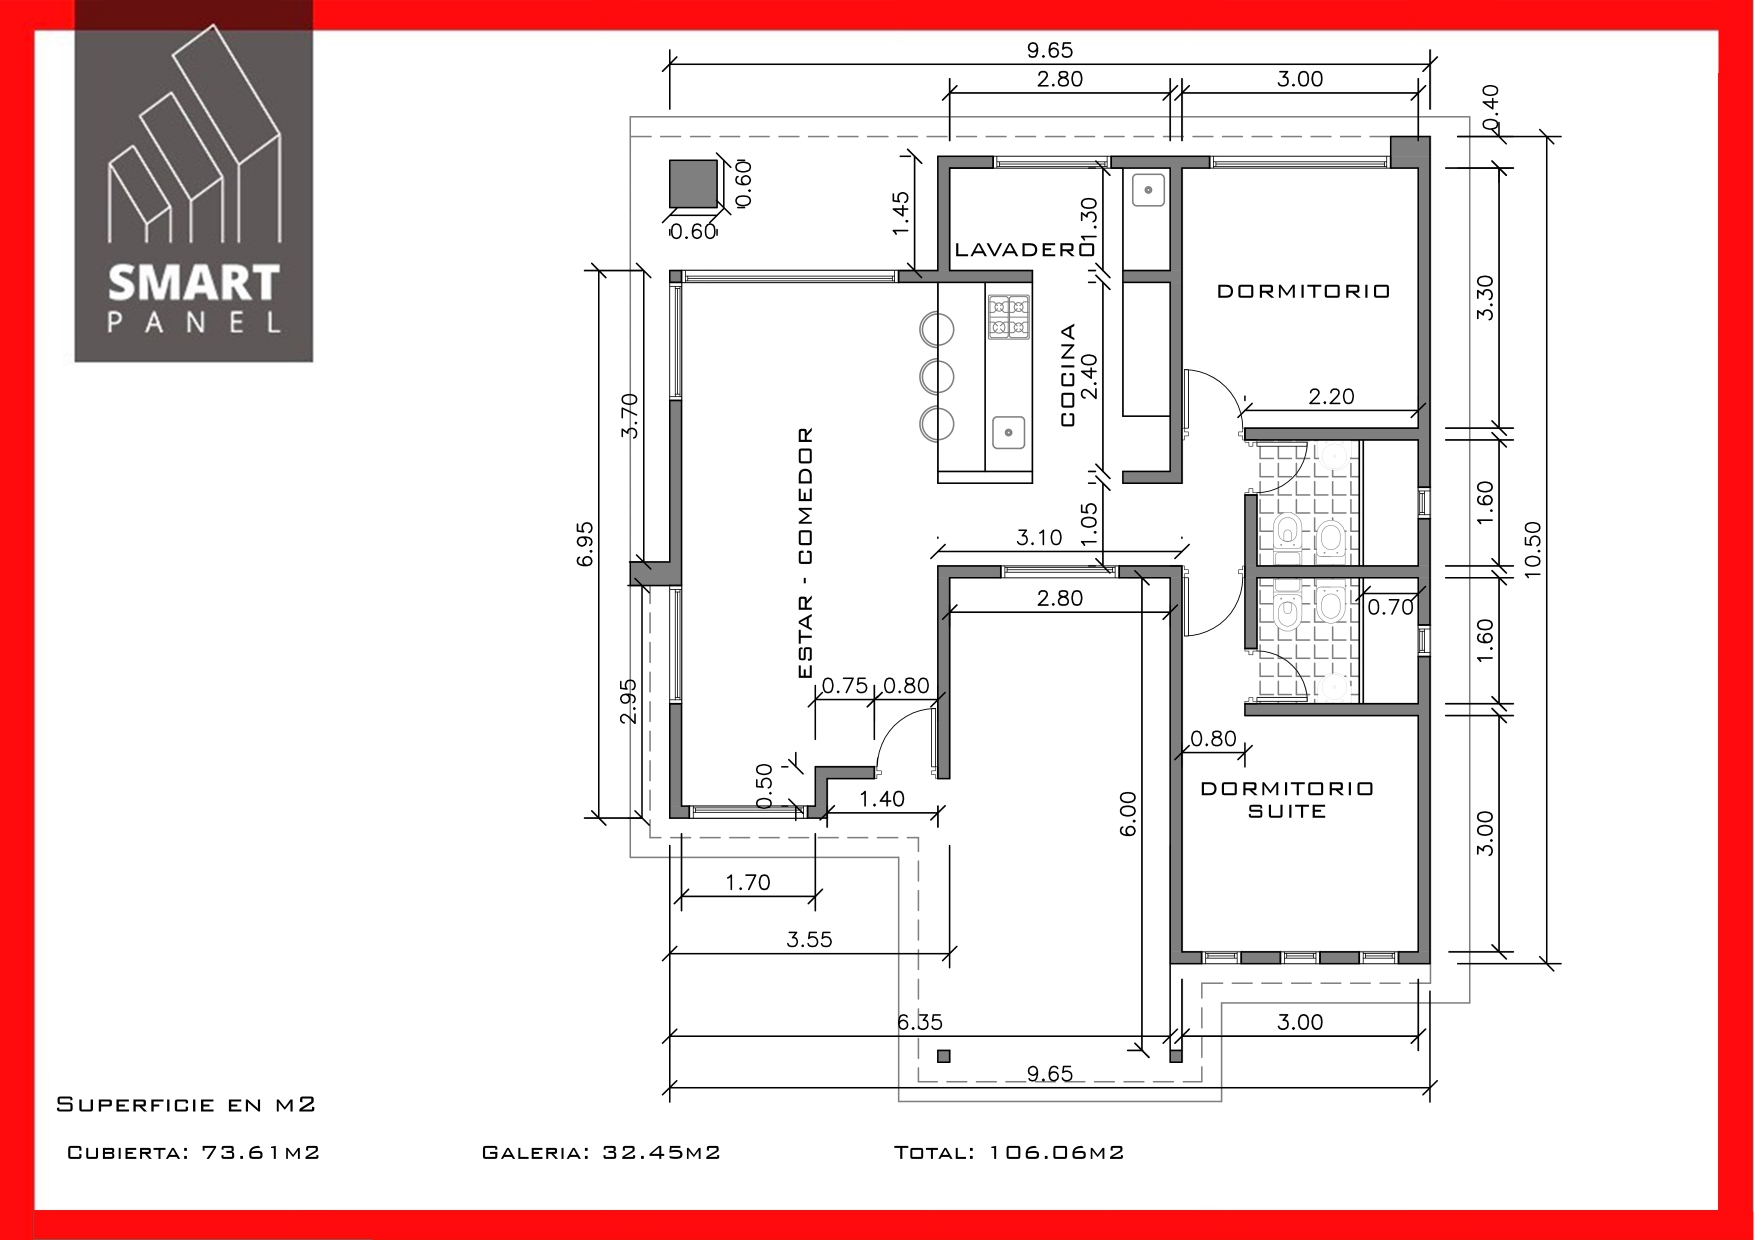 SMART
PANEL
9.65
2.80
3.00
0.40
0.60
0.60
1.45
1.30
LAVADERO
DORMITORIO
3.30
3.70
COCINA
2.40
2.20
ESTAR - COMEDOR
6.95
1.60
10.50
1.05
3.10
2.80
0.70
1.60
2.95
0.75
0.80
0.80
0.50
1.40
6.00
DORMITORIO
SUITE
3.00
1.70
3.55
6.35
3.00
9.65
SUPERFICIE EN M2
CUBIERTA: 73.61M2
GALERIA: 32.45M2
TOTAL: 106.06M2